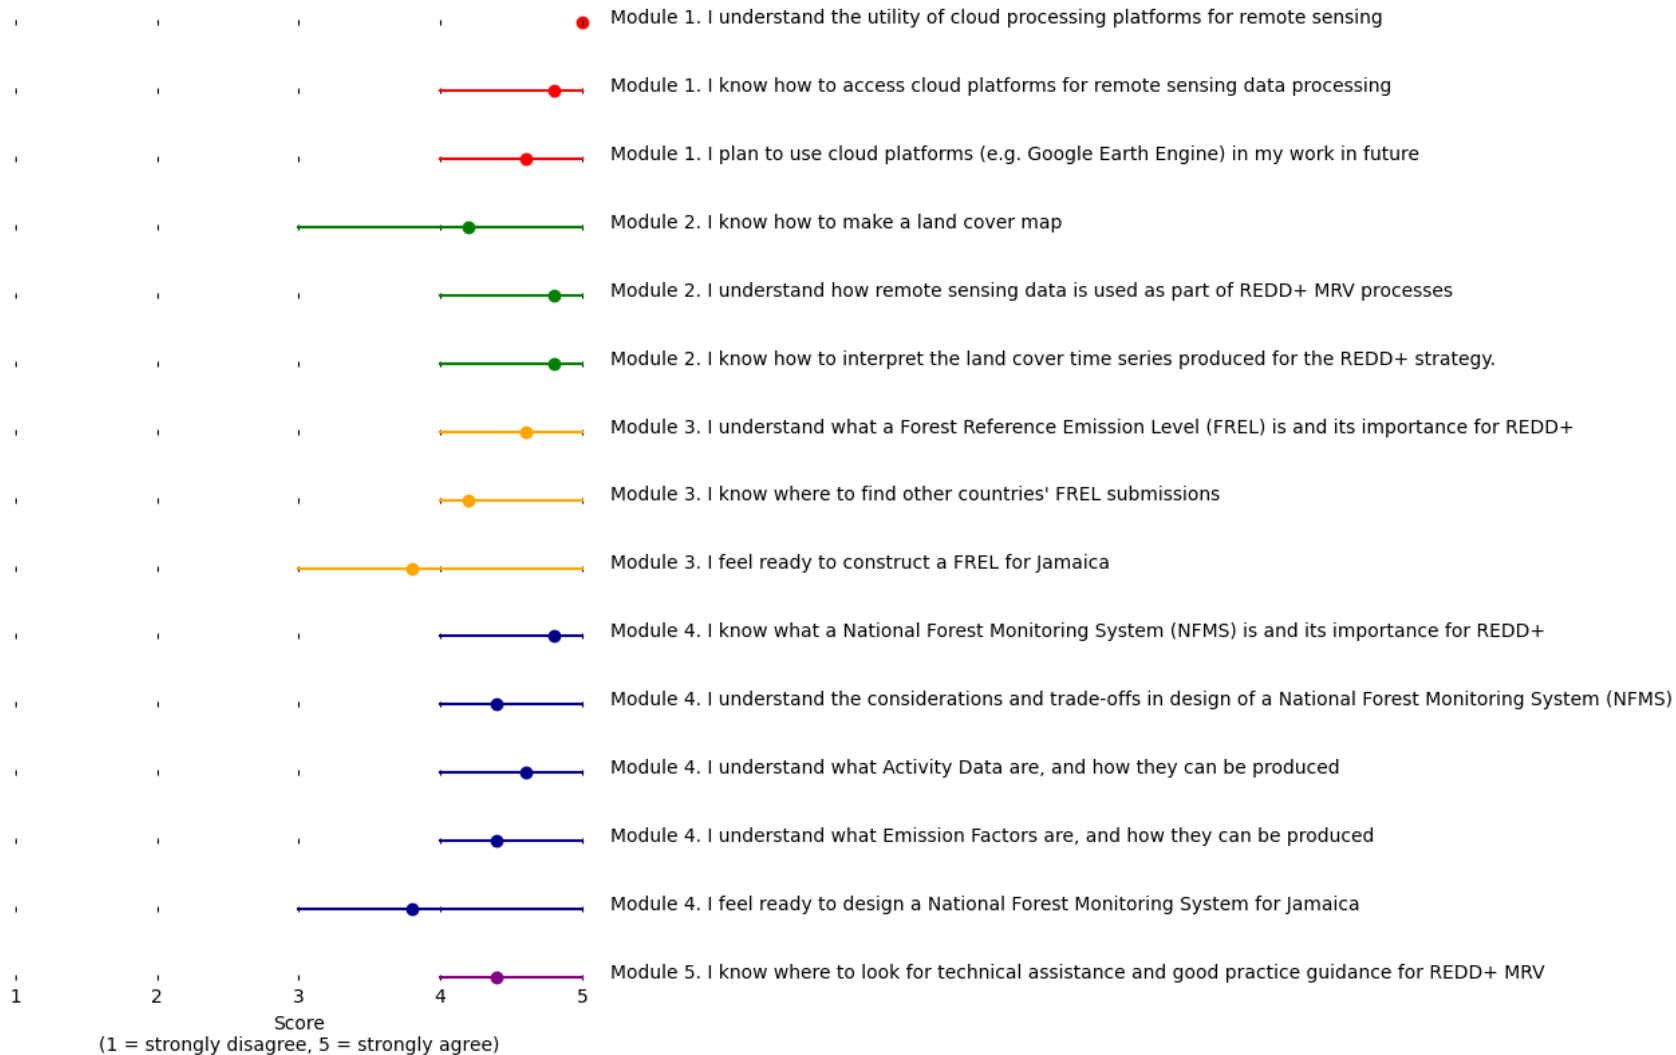 Module 1. I understand the utility of cloud processing platforms for remote sensing
Module 1. I know how to access cloud platforms for remote sensing data processing
Module 1. I plan to use cloud platforms (e.g. Google Earth Engine) in my work in future
Module 2. I know how to make a land cover map
Module 2. I understand how remote sensing data is used as part of REDD+ MRV processes
Module 2. I know how to interpret the land cover time series produced for the REDD+ strategy.
Module 3. I understand what a Forest Reference Emission Level (FREL) is and its importance for REDD+
Module 3. I know where to find other countries' FREL submissions
Module 3. I feel ready to construct a FREL for Jamaica
Module 4. I know what a National Forest Monitoring System (NFMS) is and its importance for REDD+
Module 4. I understand the considerations and trade-offs in design of a National Forest Monitoring System (NFMS)
Module 4. I understand what Activity Data are, and how they can be produced
Module 4. I understand what Emission Factors are, and how they can be produced
Module 4. I feel ready to design a National Forest Monitoring System for Jamaica
Module 5. I know where to look for technical assistance and good practice guidance for REDD+ MRV
1 2 3 4 5
Score
(1 = strongly disagree, 5 = strongly agree)